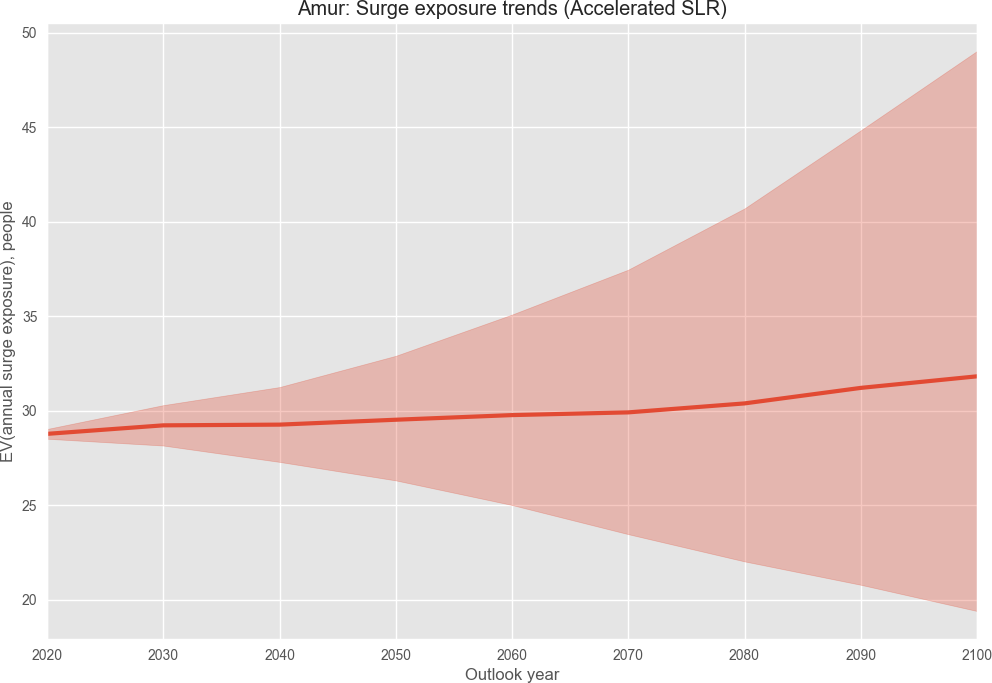 Amur: Surge exposure trends (Accelerated SLR)
EV(annual surge exposure), people
50
45
40
35
30
25
20
2020 2030 2040 2050 2060 2070 2080 2090 2100
Outlook year